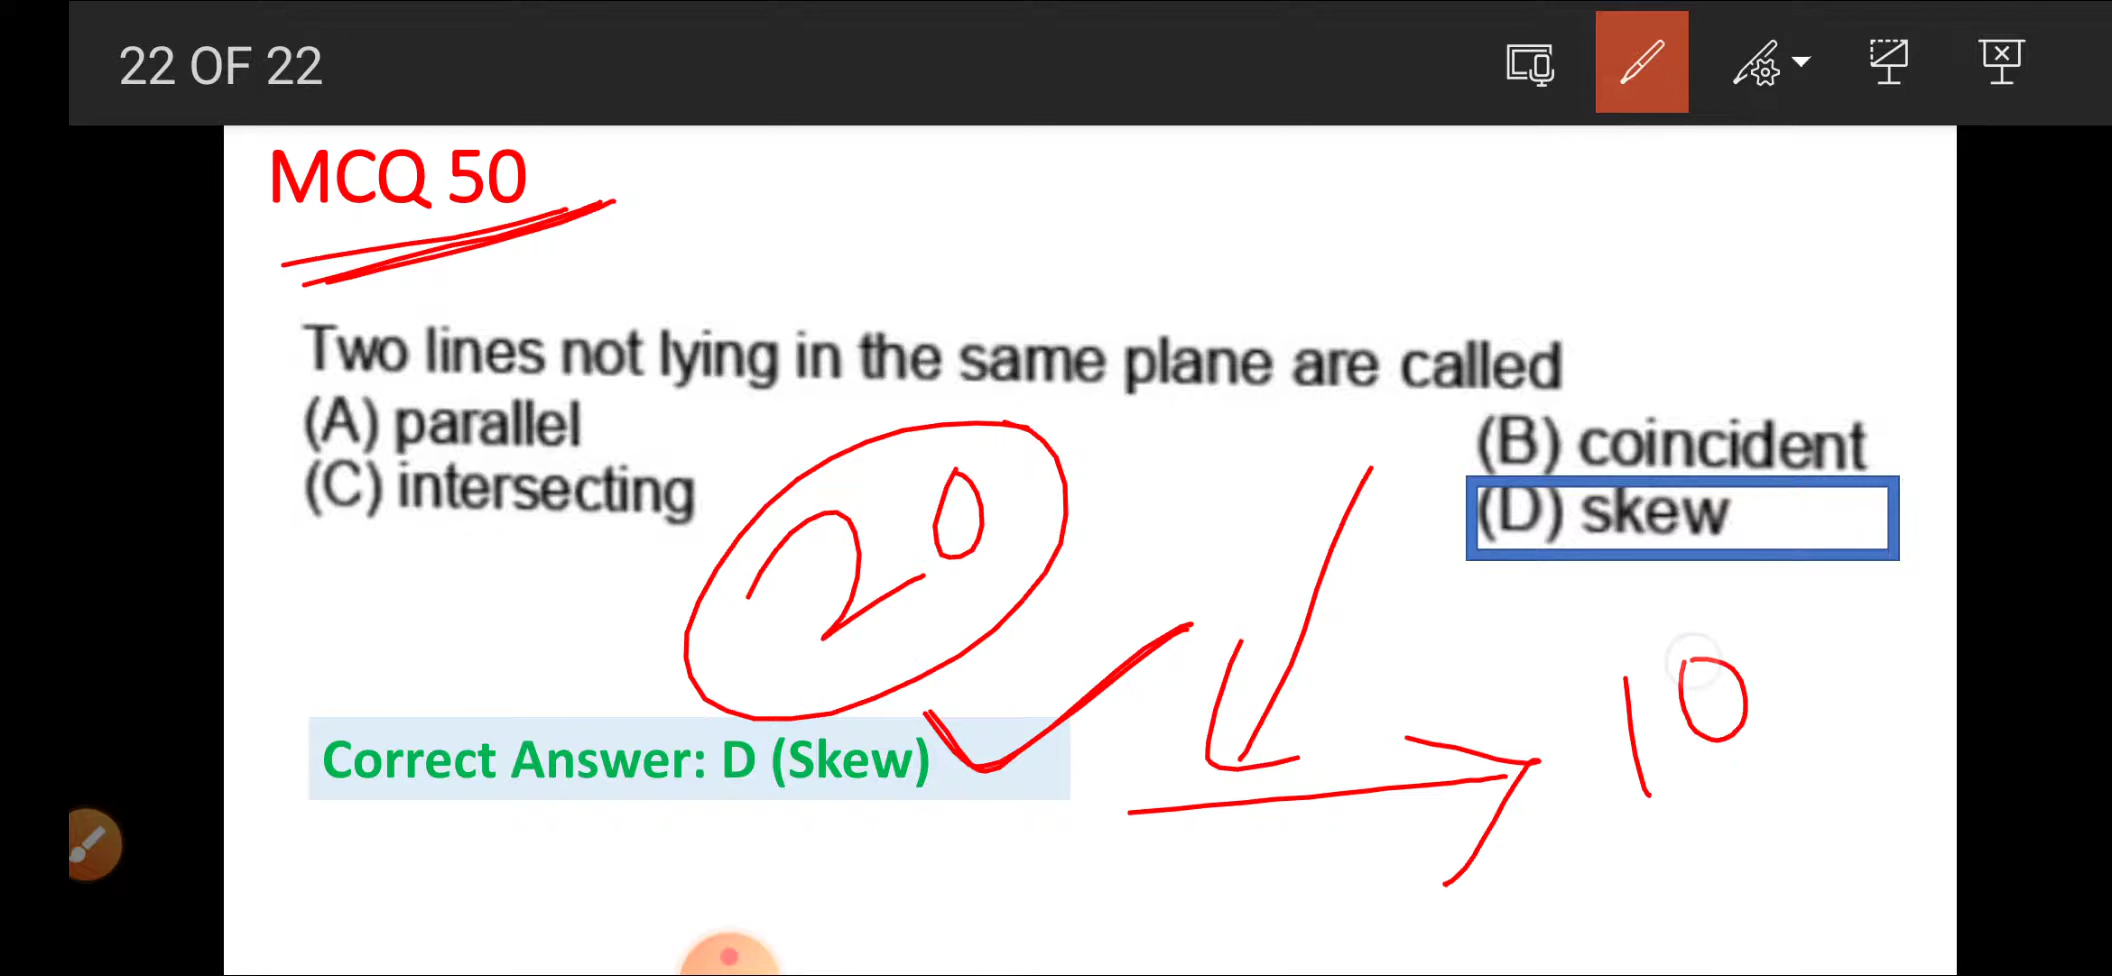 22 OF 22
MCQ 50
Two lines not lying in the same plane are called
(A) parallel
(B) coincident
(C) intersecting
(D) skew
20
Correct Answer: D (Skew)
10